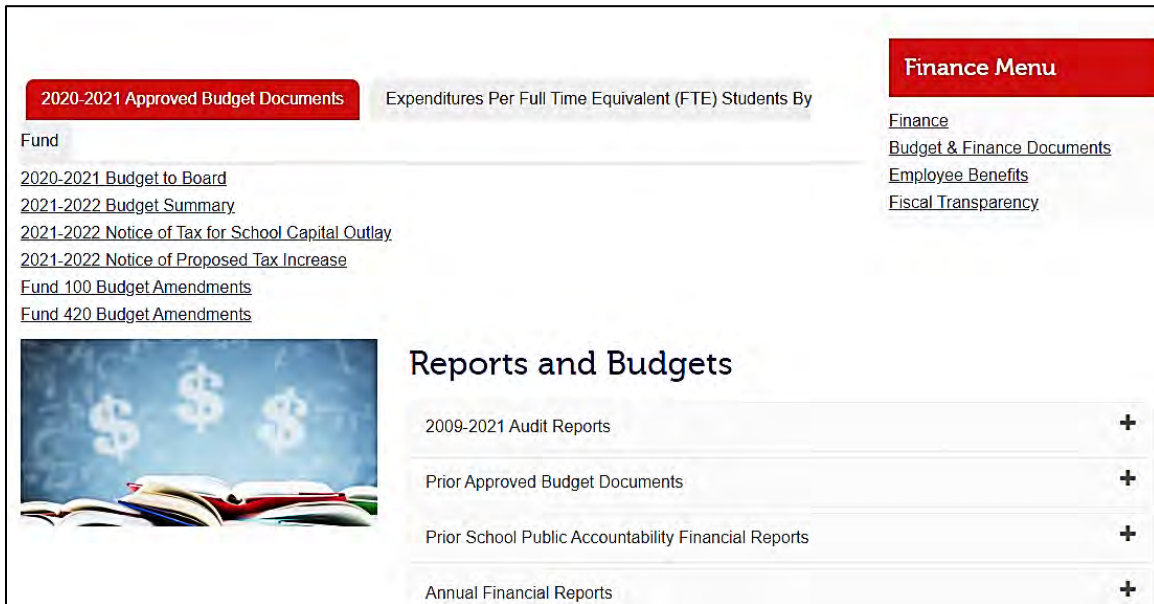 Finance Menu
2020-2021 Approved Budget Documents
Expenditures Per Full Time Equivalent (FTE) Students By
Fund
Finance
Budget & Finance Documents
Employee Benefits
Fiscal Transparency
2020-2021 Budget to Board
2021-2022 Budget Summary
2021-2022 Notice of Tax for School Capital Outlay
2021-2022 Notice of Proposed Tax Increase
Fund 100 Budget Amendments
Fund 420 Budget Amendments
$ $ $
Reports and Budgets
2009-2021 Audit Reports
Prior Approved Budget Documents
Prior School Public Accountability Financial Reports
Annual Financial Reports